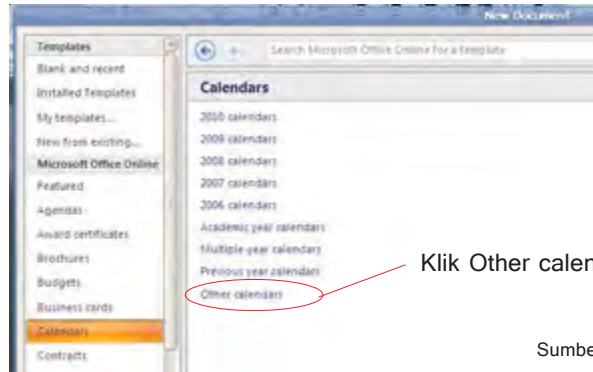 New Document
Templates
Blank and recent
Installed Templates
My templates...
New from existing...
Microsoft Office Online
Featured
Agendas
Award certificates
Brochures
Budgets
Business cards
Calendars
Contracts
Search Microsoft Office Online for a template
Calendars
2010 calendars
2009 calendars
2008 calendars
2007 calendars
2006 calendars
Academic year calendars
Multiple-year calendars
Previous year calendars
Other calendars
Klik Other calen
Sumbe